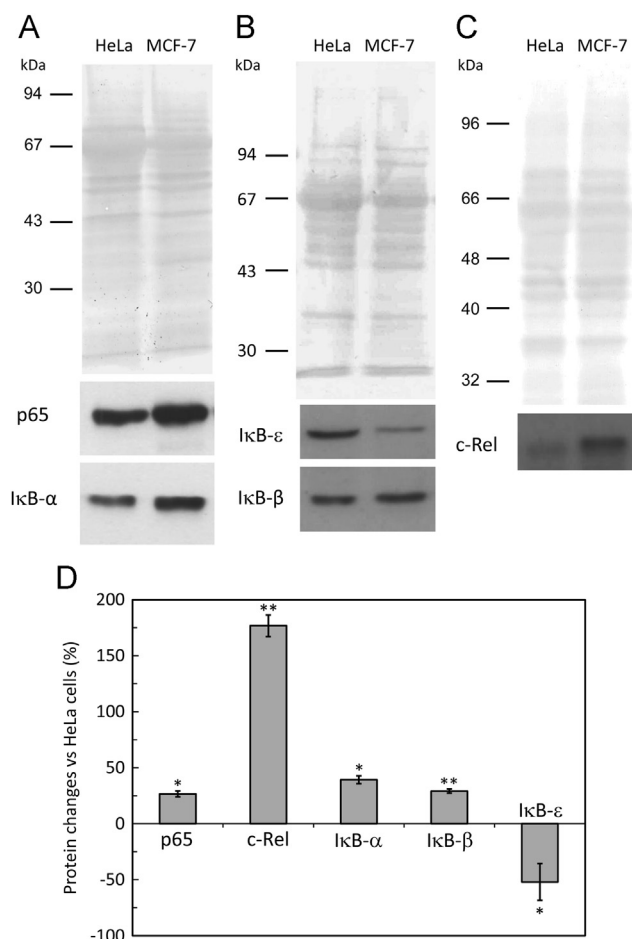 A
HeLa MCF-7
kDa
94
67
43
30
p65
IκB-α
B
HeLa MCF-7
kDa
94
67
43
30
IκB-ε
IκB-β
C
HeLa MCF-7
kDa
96
66
48
40
32
c-Rel
D
Protein changes vs HeLa cells (%)
200
150
100
50
0
-50
-100
*
**
*
**
*
p65 c-Rel IκB-α IκB-β IκB-ε